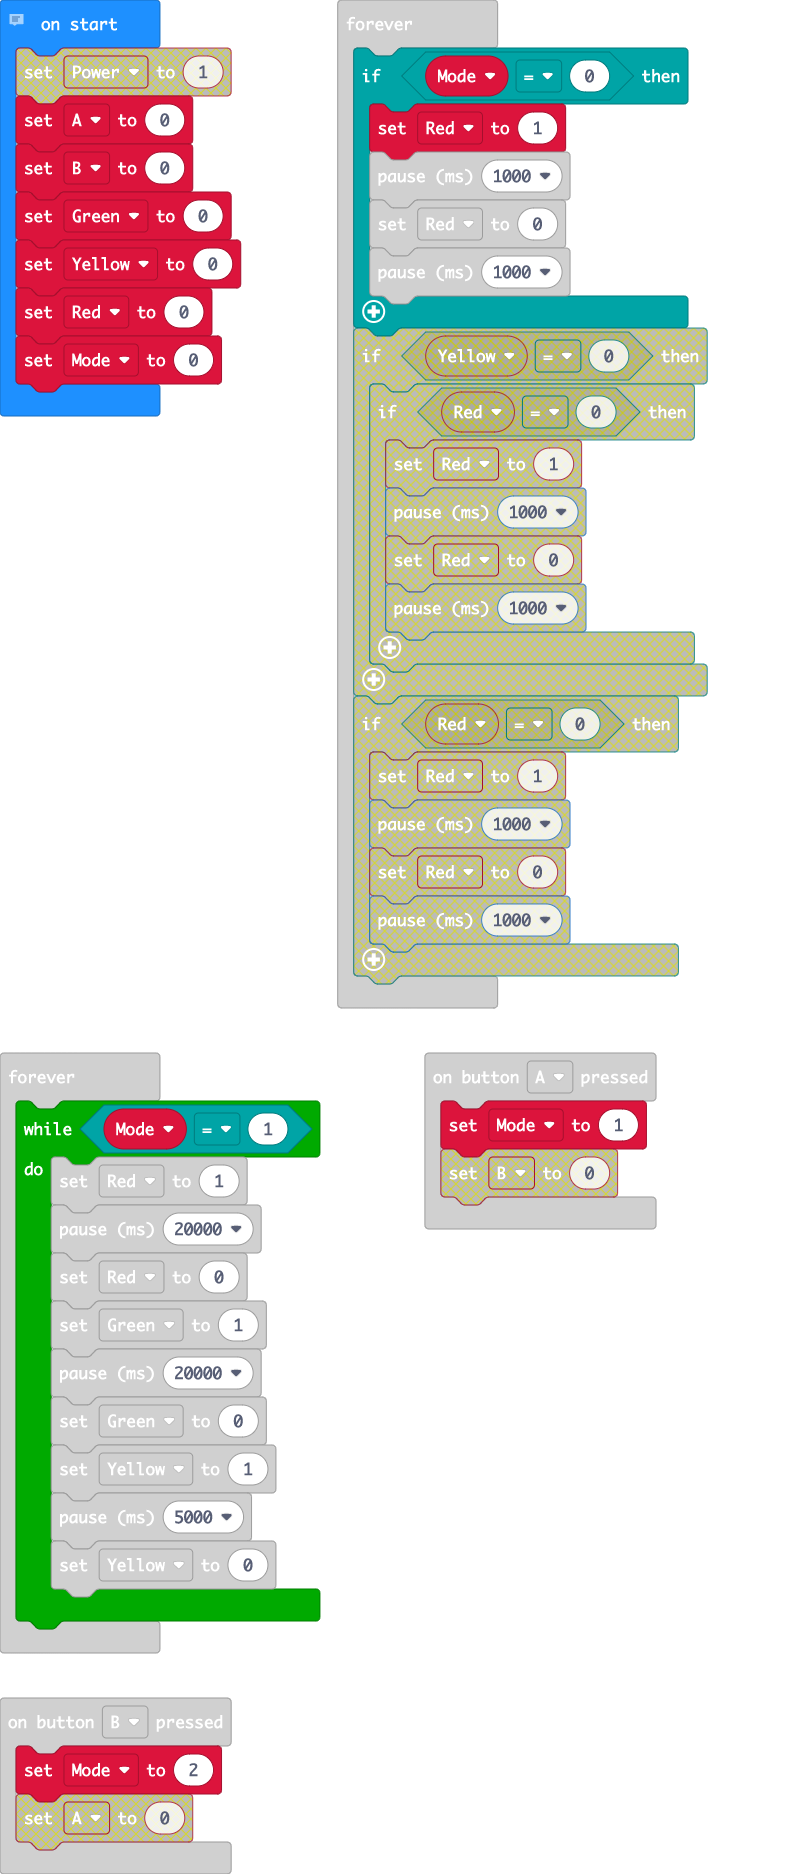 on start
set Power to 1
set A to 0
set B to 0
set Green to 0
set Yellow to 0
set Red to 0
set Mode to 0
forever
if Mode = 0 then
set Red to 1
pause (ms) 1000
set Red to 0
pause (ms) 1000
if Yellow = 0 then
if Red = 0 then
set Red to 1
pause (ms) 1000
set Red to 0
pause (ms) 1000
if Red = 0 then
set Red to 1
pause (ms) 1000
set Red to 0
pause (ms) 1000
forever
while Mode = 1
do
set Red to 1
pause (ms) 20000
set Red to 0
set Green to 1
pause (ms) 20000
set Green to 0
set Yellow to 1
pause (ms) 5000
set Yellow to 0
on button A pressed
set Mode to 1
set B to 0
on button B pressed
set Mode to 2
set A to 0